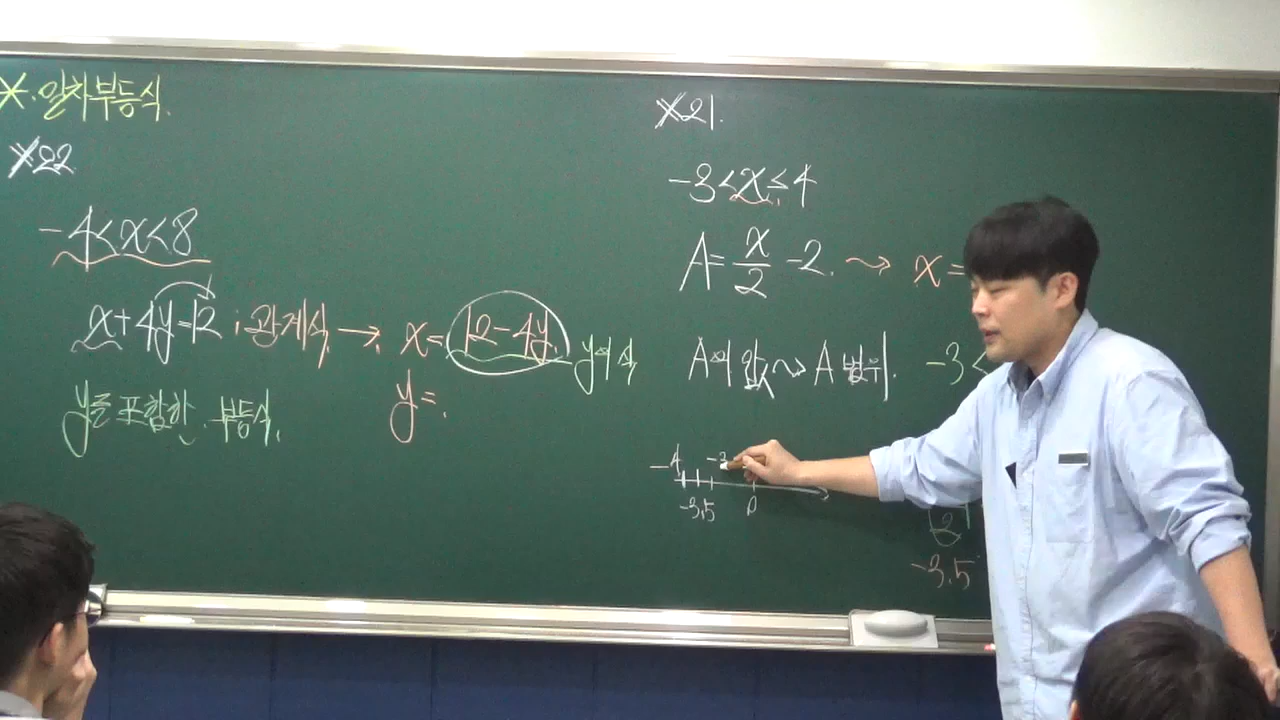 ※.일차부등식.
※22
-4<x<8
x+4y=12 ; 관계식. → x=12-4y. y에 식
y를 포함한 부등식.
y=.
※21.
-3<x≤4
A=x/2-2. ⇝ x=
A의 값 ⇝ A 범위.
-3<
-4 -3
-3.5 0
2
-3.5